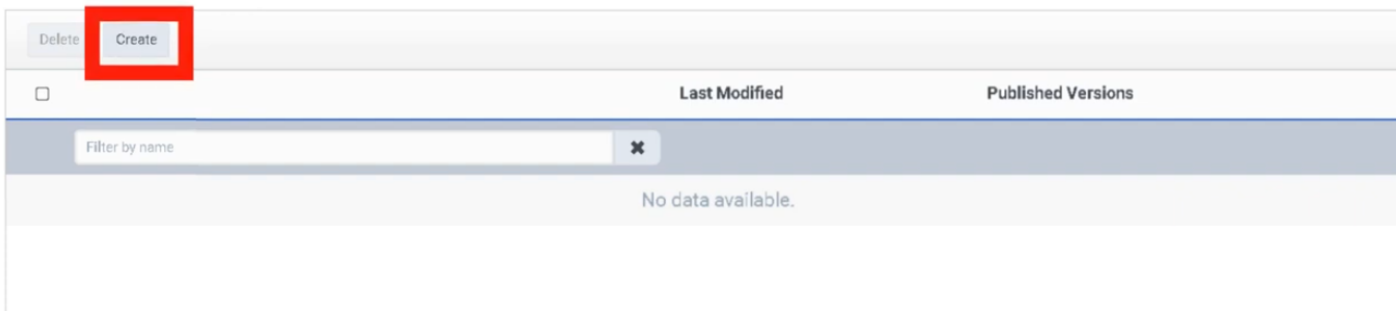 Delete Create
Last Modified Published Versions
Filter by name
No data available.